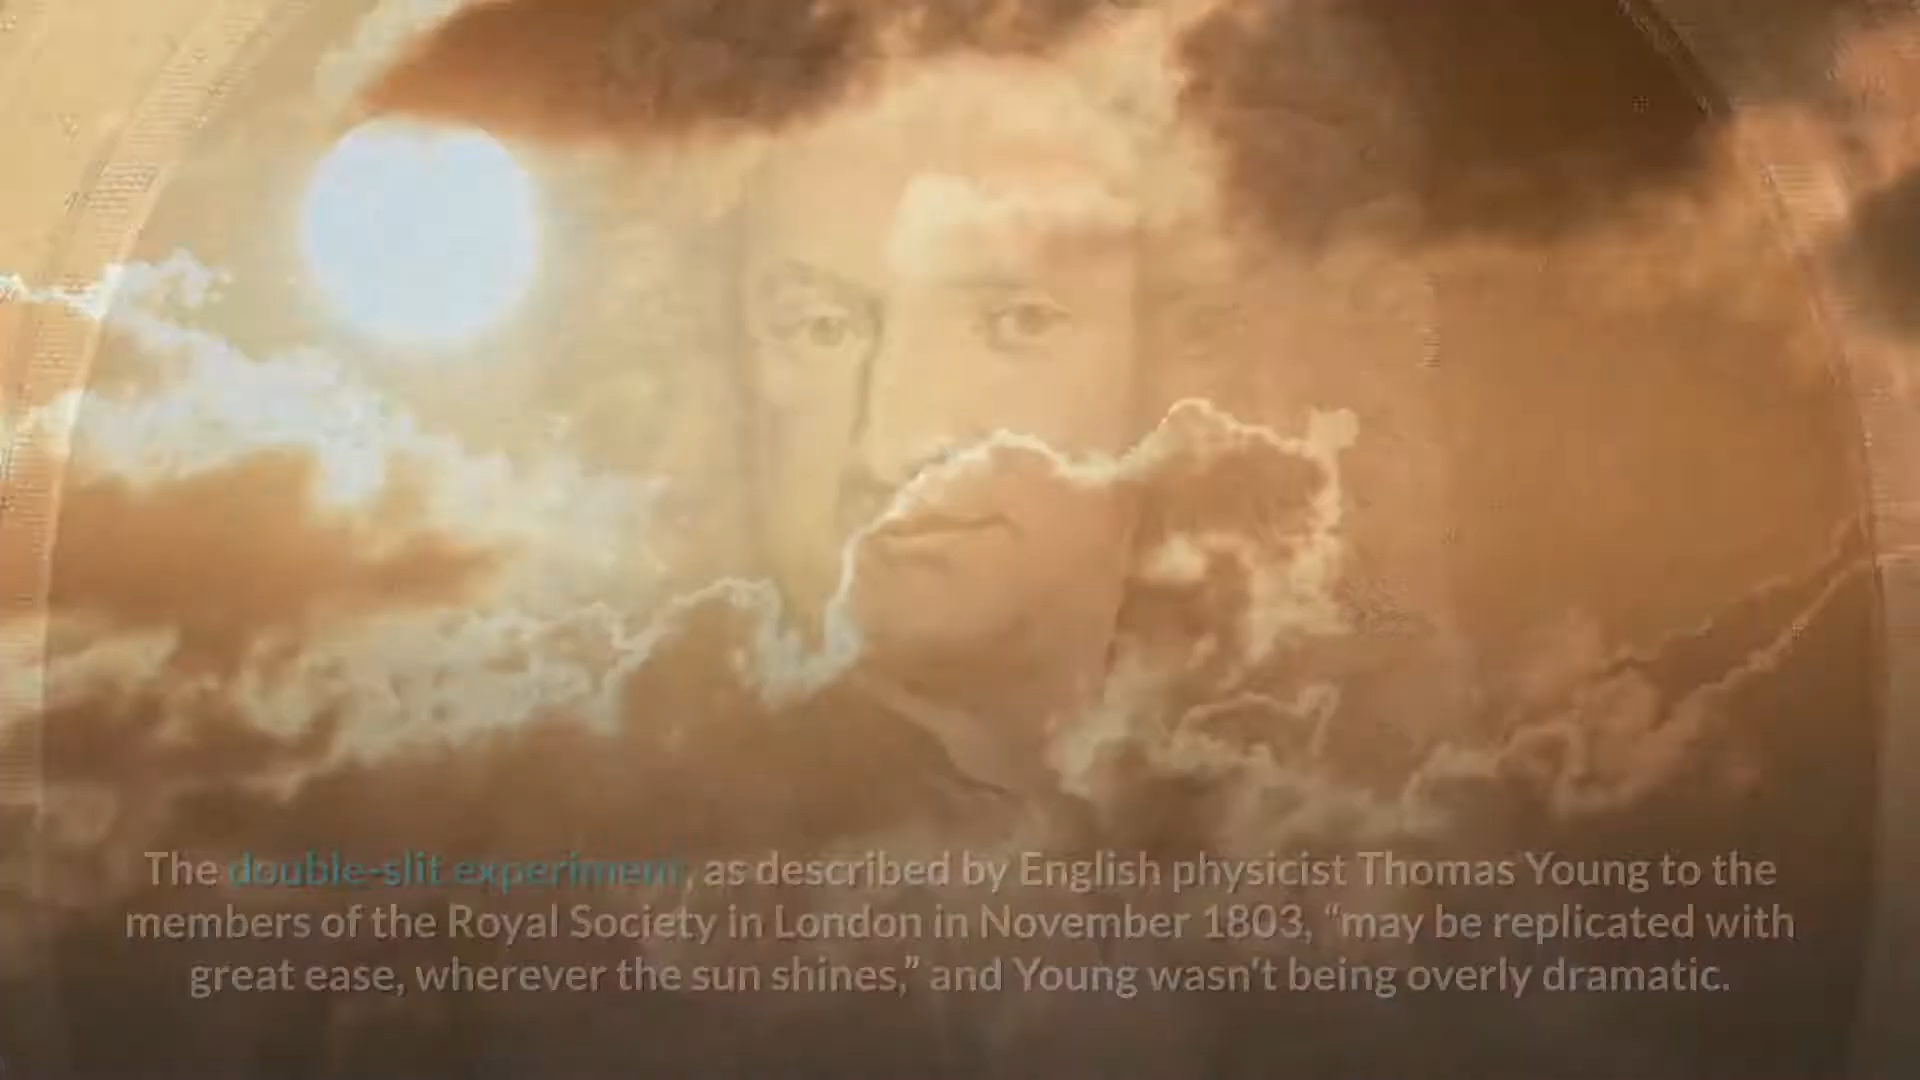 The double-slit experiment, as described by English physicist Thomas Young to the
members of the Royal Society in London in November 1803, “may be replicated with
great ease, wherever the sun shines,” and Young wasn't being overly dramatic.